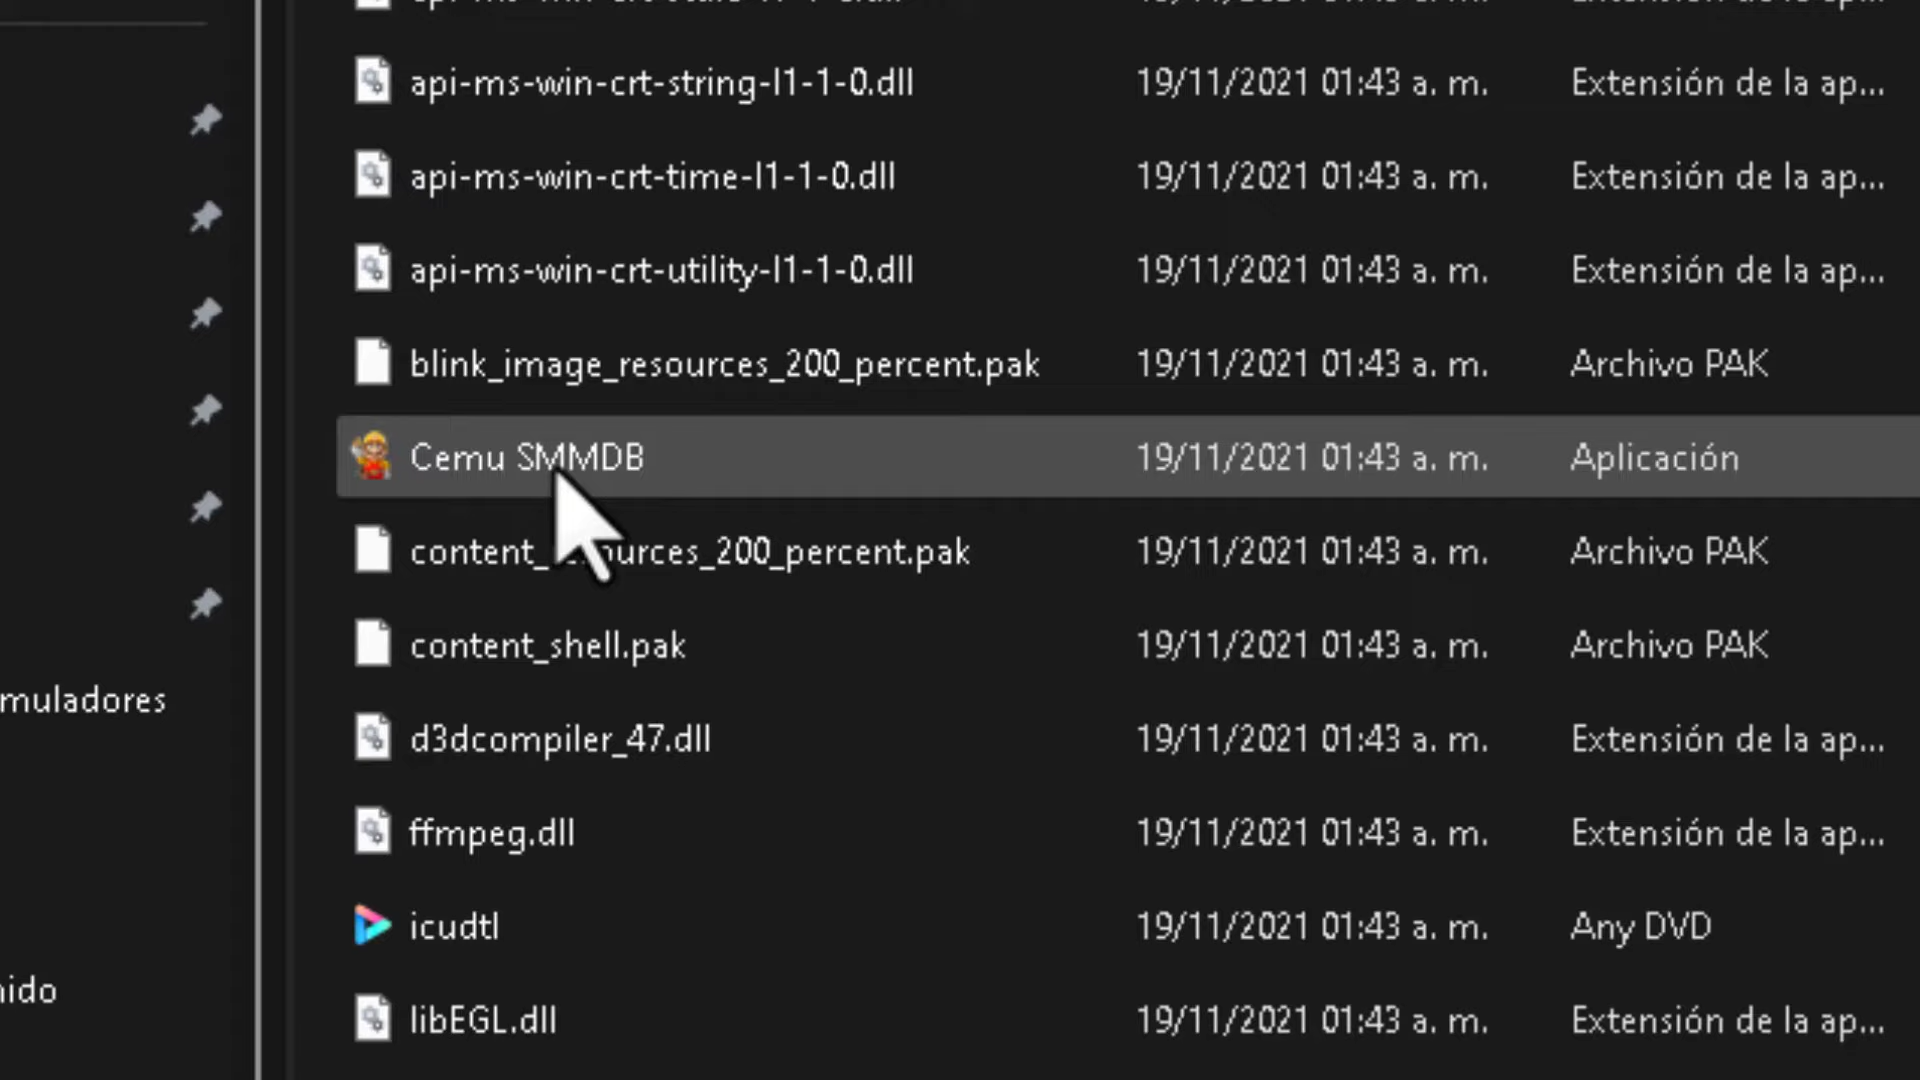 api-ms-win-crt-string-l1-1-0.dll 19/11/2021 01:43 a. m. Extensión de la ap...
api-ms-win-crt-time-l1-1-0.dll 19/11/2021 01:43 a. m. Extensión de la ap...
api-ms-win-crt-utility-l1-1-0.dll 19/11/2021 01:43 a. m. Extensión de la ap...
blink_image_resources_200_percent.pak 19/11/2021 01:43 a. m. Archivo PAK
Cemu SMMDB 19/11/2021 01:43 a. m. Aplicación
19/11/2021 01:43 a. m. Archivo PAK
content_shell.pak 19/11/2021 01:43 a. m. Archivo PAK
muladores
d3dcompiler_47.dll 19/11/2021 01:43 a. m. Extensión de la ap...
ffmpeg.dll 19/11/2021 01:43 a. m. Extensión de la ap...
icudtl 19/11/2021 01:43 a. m. Any DVD
nido
libEGL.dll 19/11/2021 01:43 a. m. Extensión de la ap...